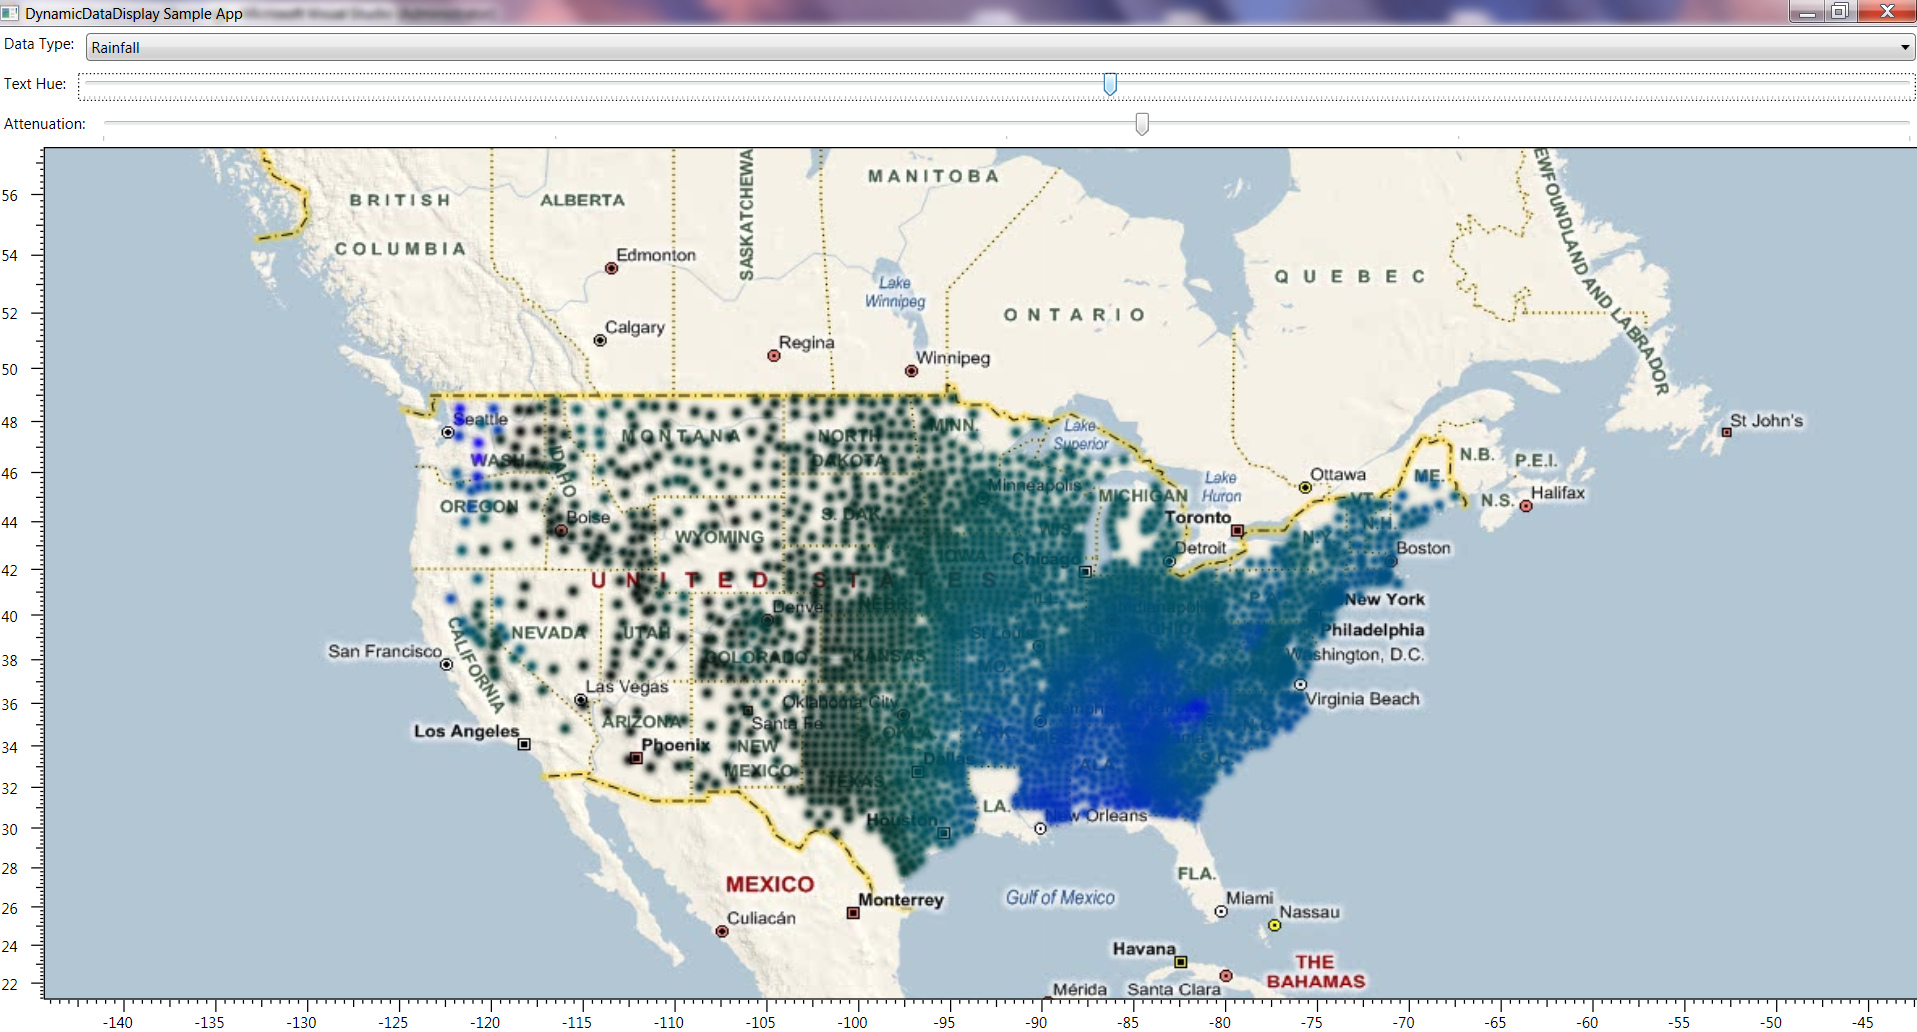 DynamicDataDisplay Sample App
Data Type:
Rainfall
Text Hue:
Attenuation:
56
54
52
50
48
46
44
42
40
38
36
34
32
30
28
26
24
22
BRITISH
COLUMBIA
ALBERTA
SASKATCHEWA
MANITOBA
ONTARIO
QUEBEC
EWFOUNDLAND AND LABRADOR
Edmonton
Calgary
Regina
Winnipeg
Lake
Winnipeg
Lake
Superior
Lake
Huron
St John's
N.B.
P.E.I.
N.S.
Halifax
Ottawa
Toronto
Seattle
WASH.
OREGON
IDAHO
Boise
MONTANA
NORTH
DAKOTA
MINN.
Minneapolis
S. DAK.
WYOMING
WIS.
MICHIGAN
Detroit
IOWA
Chicago
ME.
VT.
N.H.
N.Y.
Boston
UNITED STATES
New York
Philadelphia
Washington, D.C.
Virginia Beach
NEVADA
UTAH
Denver
COLORADO
KANSAS
CALIFORNIA
San Francisco
Las Vegas
Los Angeles
ARIZONA
Phoenix
Santa Fe
NEW
MEXICO
Oklahoma City
Dallas
TEXAS
Houston
LA.
New Orleans
ALA.
S.C.
FLA.
Miami
Nassau
Gulf of Mexico
MEXICO
Monterrey
Culiacán
Havana
THE
BAHAMAS
Mérida
Santa Clara
-140
-135
-130
-125
-120
-115
-110
-105
-100
-95
-90
-85
-80
-75
-70
-65
-60
-55
-50
-45